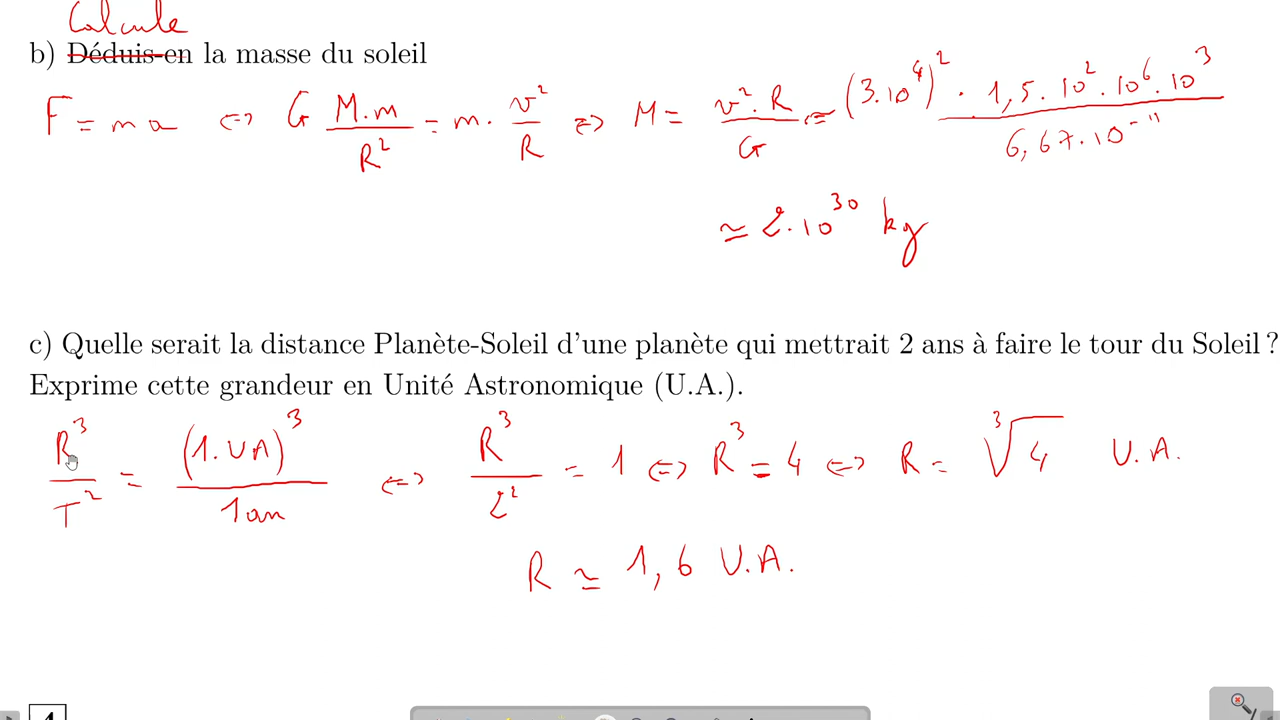 Calcule
b) Déduis-en la masse du soleil
F = m a <=> G M.m / R² = m . v² / R <=> M = v² . R / G = (3.10⁴)² . 1,5 . 10² . 10⁶ . 10³ / 6,67 . 10⁻¹¹
≃ 2.10³⁰ kg
c) Quelle serait la distance Planète-Soleil d'une planète qui mettrait 2 ans à faire le tour du Soleil ?
Exprime cette grandeur en Unité Astronomique (U.A.).
R³ / T² = (1.UA)³ / 1an <=> R³ / 2² = 1 <=> R³ = 4 <=> R = ³√4 U.A.
R ≃ 1,6 U.A.